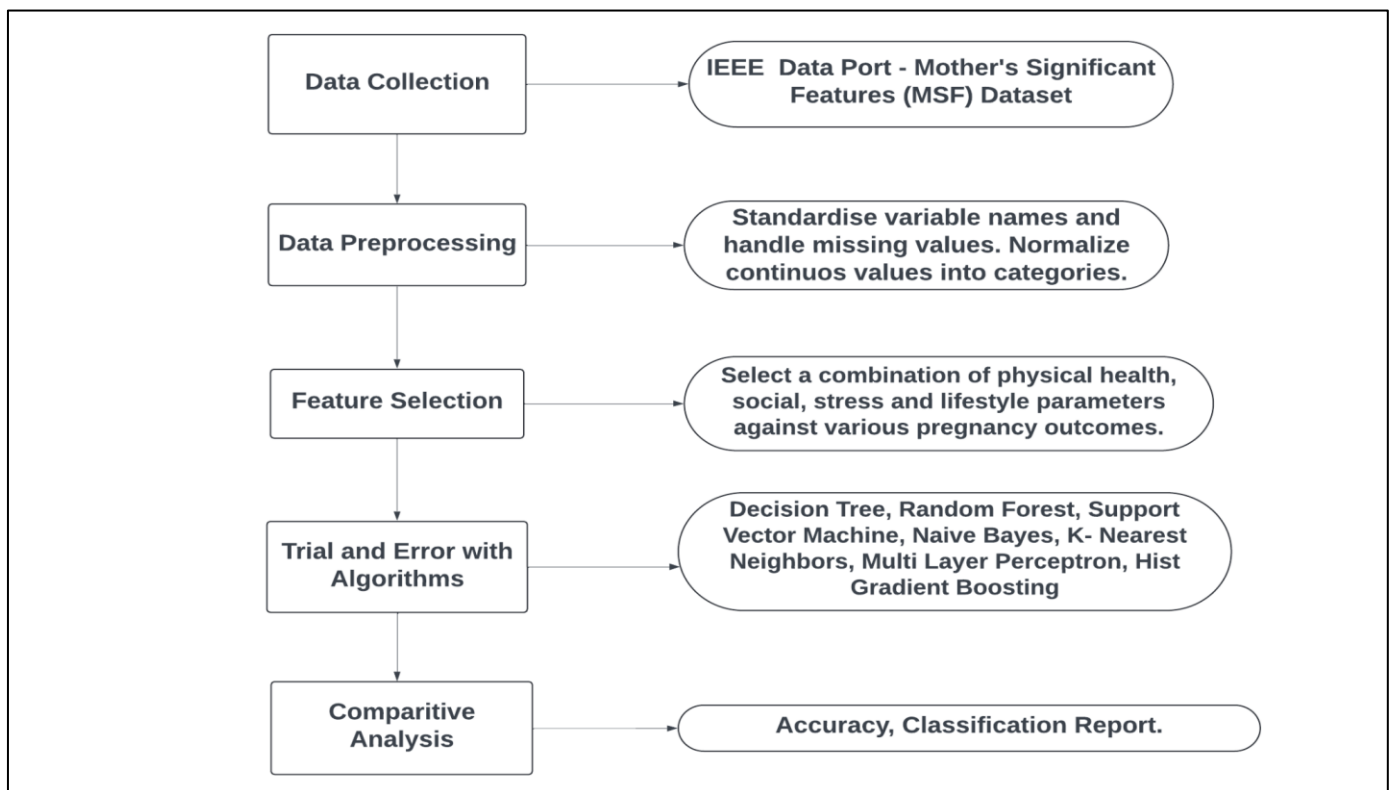 Data Collection
IEEE  Data Port - Mother's Significant
Features (MSF) Dataset
Data Preprocessing
Standardise variable names and
handle missing values. Normalize
continuos values into categories.
Feature Selection
Select a combination of physical health,
social, stress and lifestyle parameters
against various pregnancy outcomes.
Trial and Error with
Algorithms
Decision Tree, Random Forest, Support
Vector Machine, Naive Bayes, K- Nearest
Neighbors, Multi Layer Perceptron, Hist
Gradient Boosting
Comparitive
Analysis
Accuracy, Classification Report.